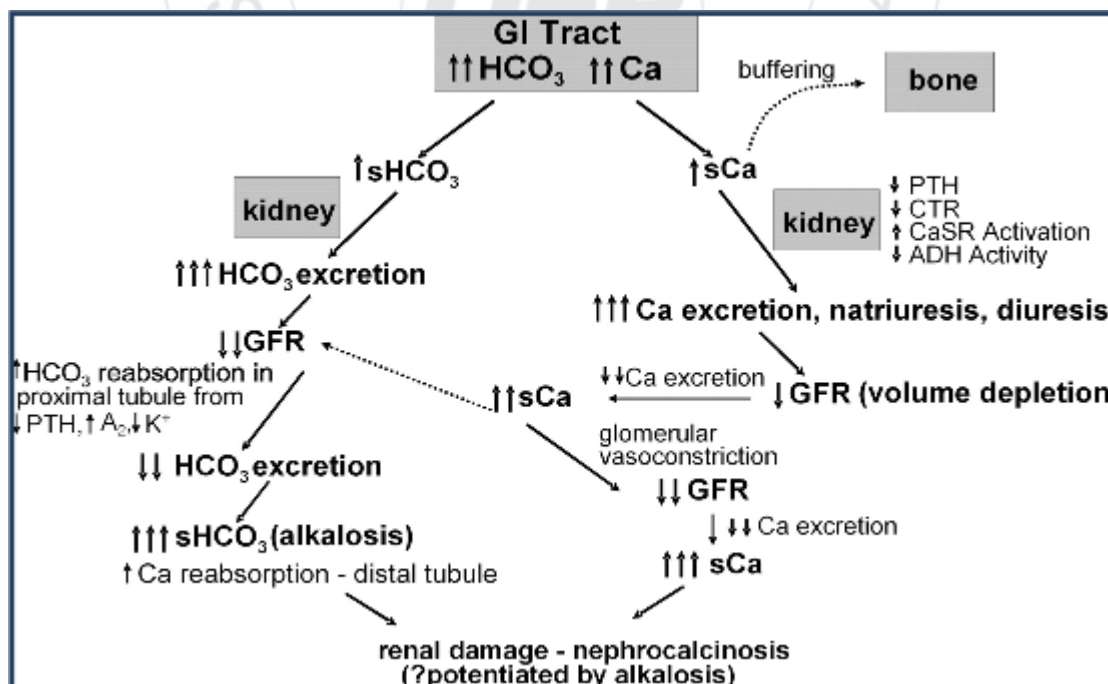 GI Tract
↑↑HCO₃ ↑↑Ca
buffering
bone
↑sHCO₃
↑sCa
kidney
kidney
↓ PTH
↓ CTR
↑ CaSR Activation
↓ ADH Activity
↑↑↑HCO₃ excretion
↑↑↑Ca excretion, natriuresis, diuresis
↓↓GFR
↑HCO₃ reabsorption in
proximal tubule from
↓PTH,↑A₂,↓K⁺
↑↑sCa
↓↓Ca excretion
↓GFR (volume depletion
glomerular
vasoconstriction
↓↓ HCO₃ excretion
↓↓ GFR
↑↑↑ sHCO₃ (alkalosis)
↓↓ Ca excretion
↑Ca reabsorption - distal tubule
↑↑↑ sCa
renal damage - nephrocalcinosis
(?potentiated by alkalosis)